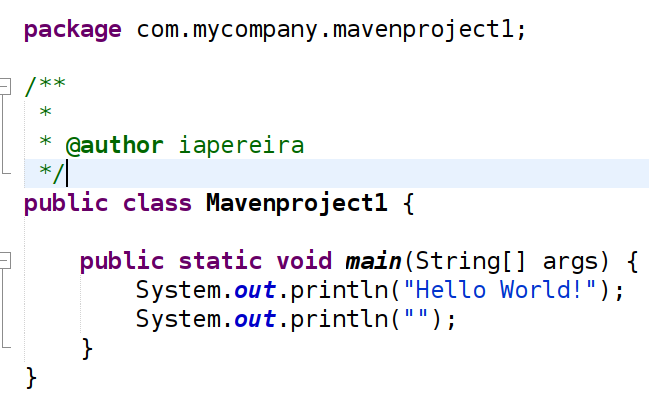 package com.mycompany.mavenproject1;
/**
 *
 * @author iapereira
 */
public class Mavenproject1 {
    public static void main(String[] args) {
        System.out.println("Hello World!");
        System.out.println("");
    }
}